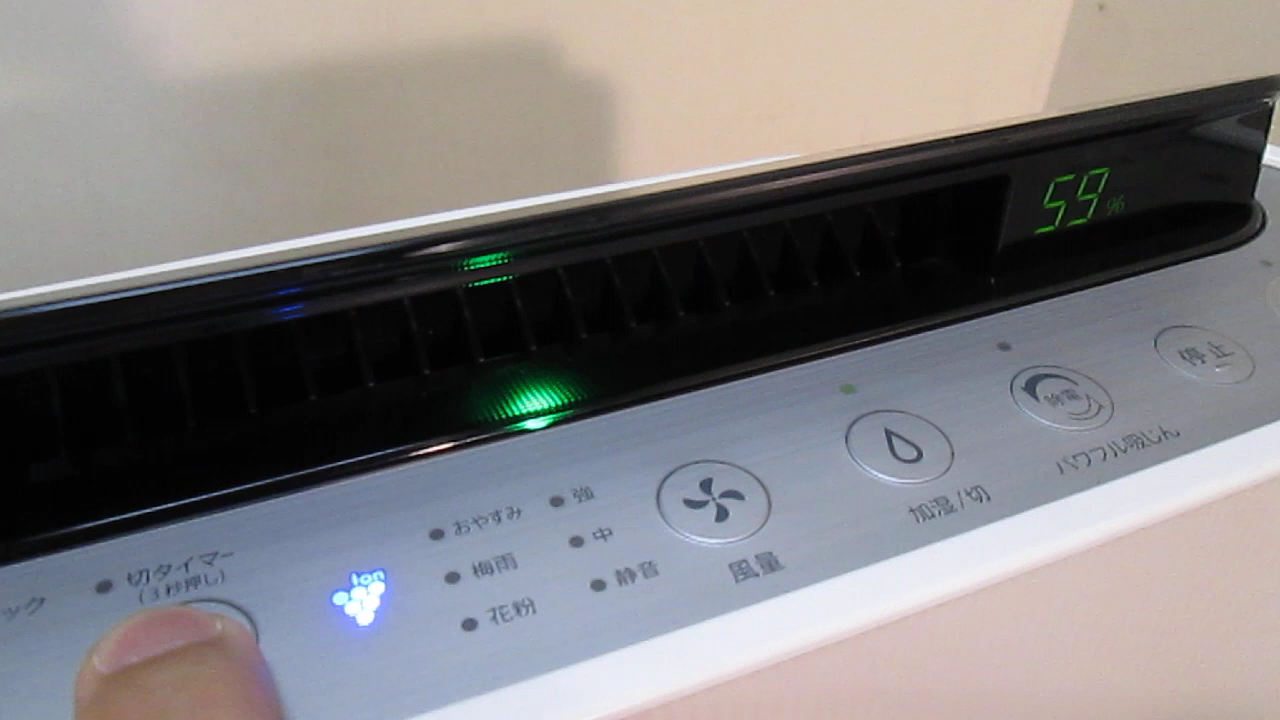 59%
停止
除電
パワフル吸じん
加湿/切
強
中
静音
風量
おやすみ
梅雨
花粉
Ion
切タイマー
(3秒押し)
ック